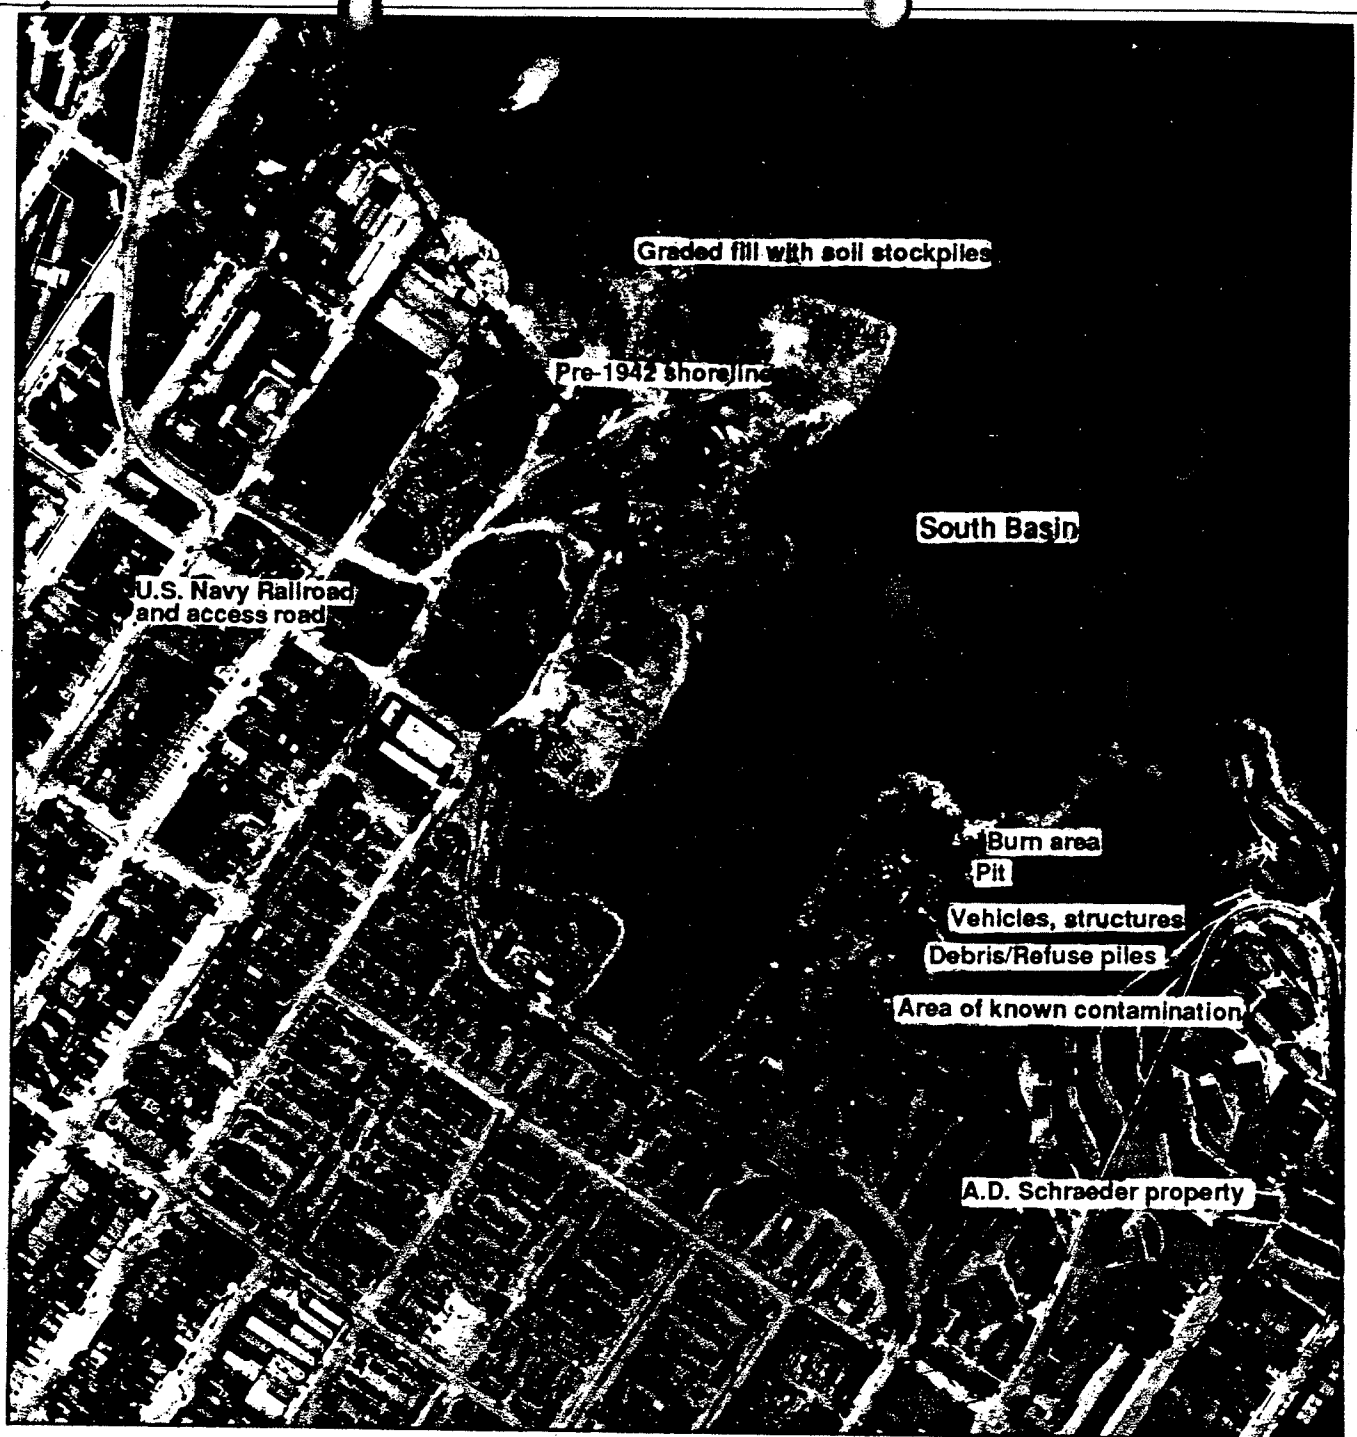 Graded fill with soil stockpiles
Pre-1942 shoreline
South Basin
U.S. Navy Railroad
and access road
Burn area
Pit
Vehicles, structures
Debris/Refuse piles
Area of known contamination
A.D. Schraeder property